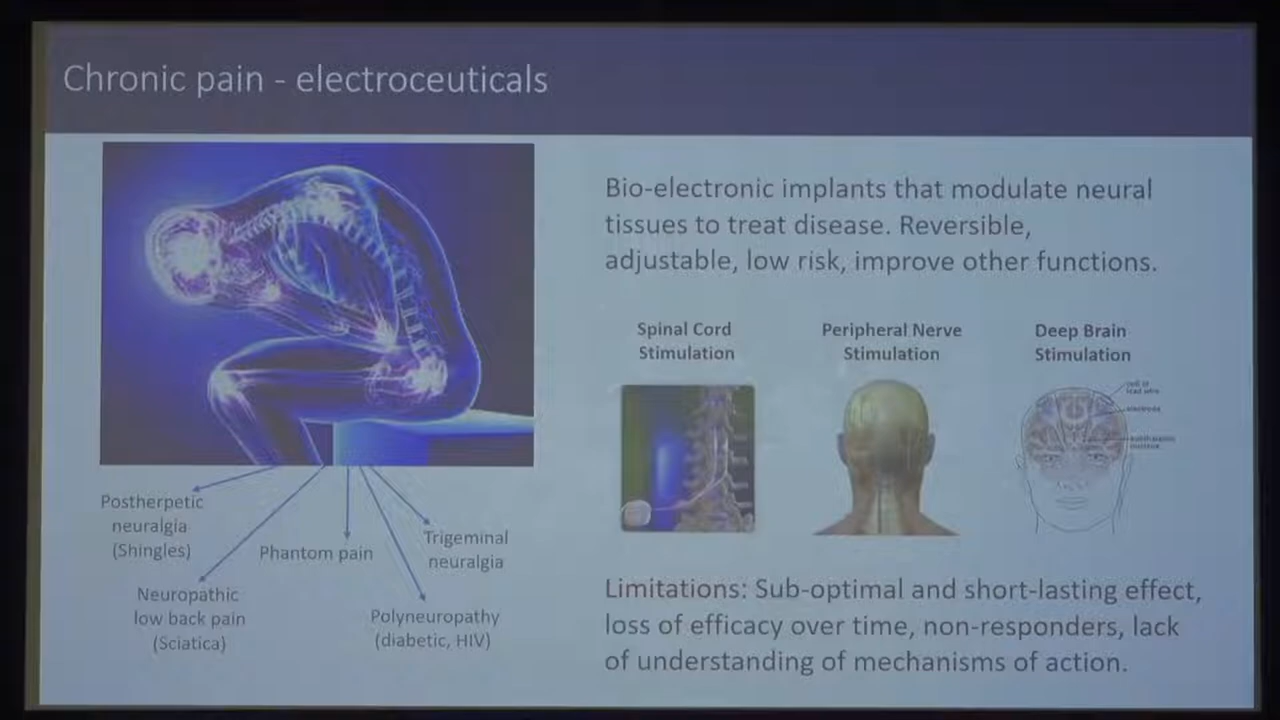 Chronic pain - electroceuticals
Bio-electronic implants that modulate neural
tissues to treat disease. Reversible,
adjustable, low risk, improve other functions.
Spinal Cord
Stimulation
Peripheral Nerve
Stimulation
Deep Brain
Stimulation
electrode
Postherpetic
neuralgia
(Shingles)
Neuropathic
low back pain
(Sciatica)
Phantom pain
Polyneuropathy
(diabetic, HIV)
Trigeminal
neuralgia
Limitations: Sub-optimal and short-lasting effect,
loss of efficacy over time, non-responders, lack
of understanding of mechanisms of action.